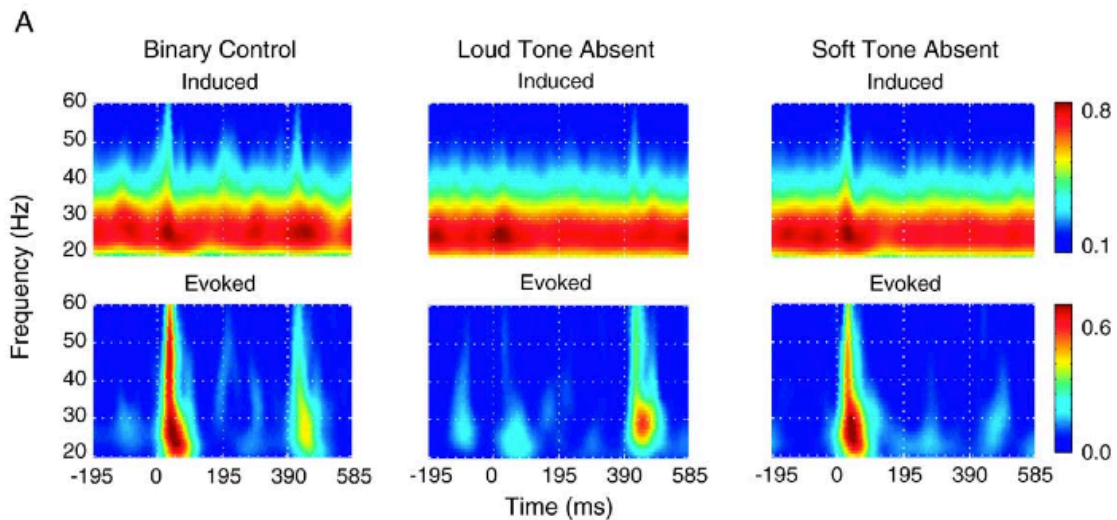 A
Binary Control
Loud Tone Absent
Soft Tone Absent
Induced
Induced
Induced
60
50
40
30
20
0.8
0.1
Frequency (Hz)
Evoked
Evoked
Evoked
60
50
40
30
20
0.6
0.0
-195 0 195 390 585
-195 0 195 390 585
-195 0 195 390 585
Time (ms)